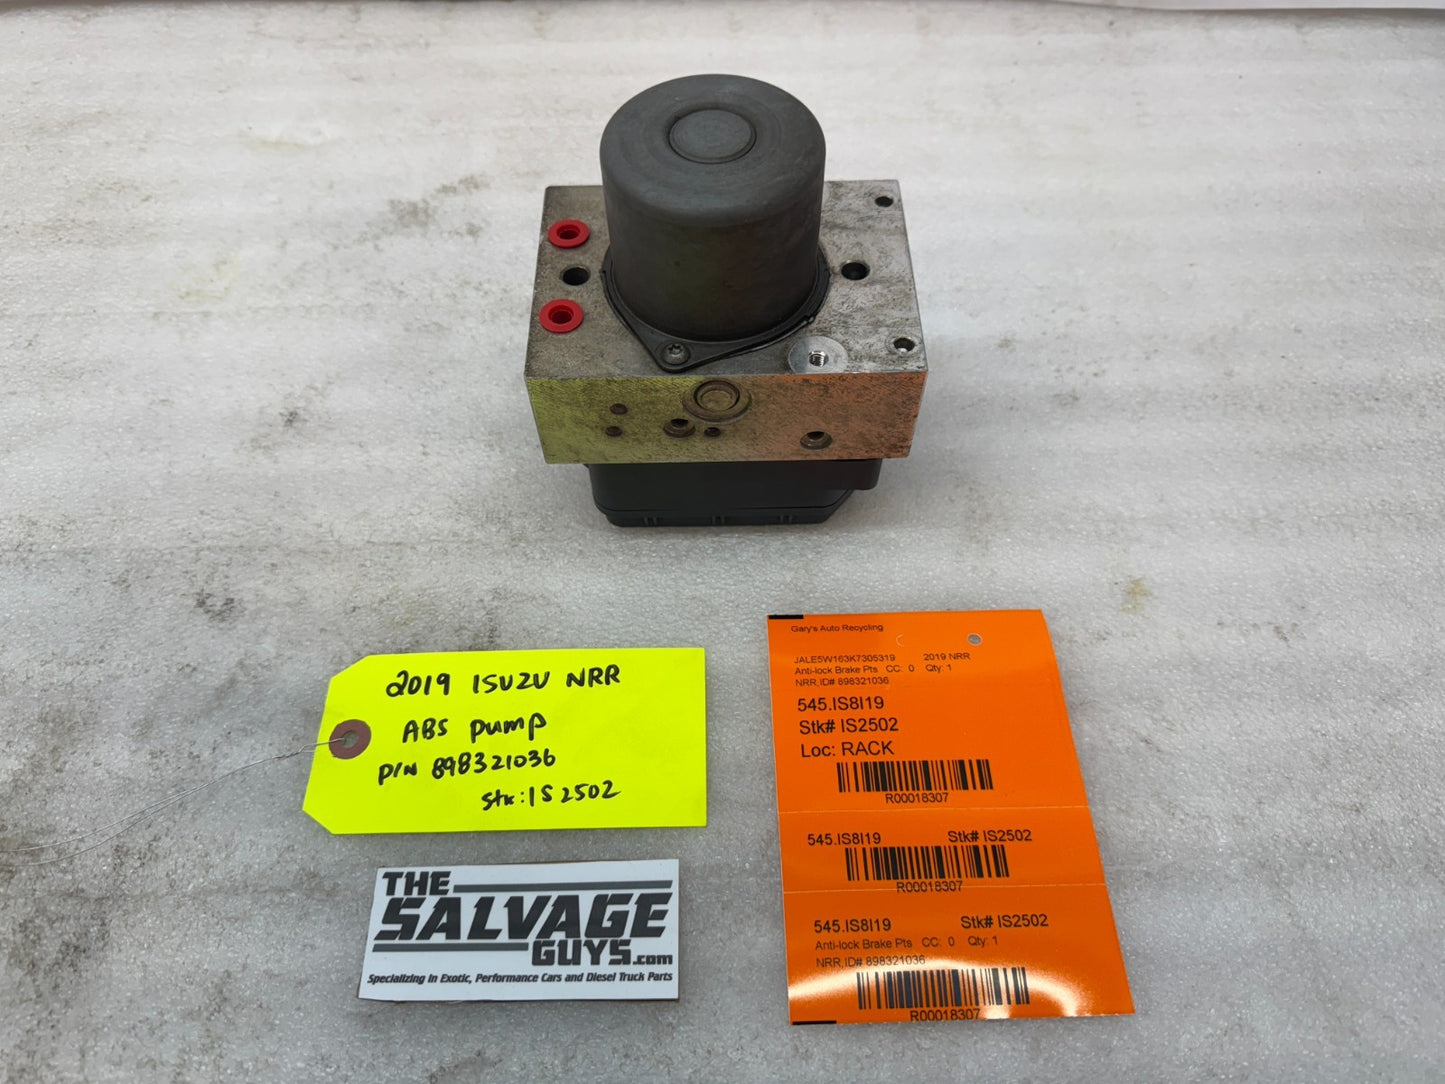 2019 ISUZU NRR
ABS pump
P/N 898321036
Stk: IS2502
THE
SALVAGE
GUYS.com
Specializing in Exotic, Performance Cars and Diesel Truck Parts
Gary's Auto Recycling
JALE5W163K7305319 2019 NRR
Anti-lock Brake Pts CC: 0 Qty: 1
NRR,ID# 898321036
545.IS8I19
Stk# IS2502
Loc: RACK
R00018307
545.IS8I19 Stk# IS2502
R00018307
545.IS8I19 Stk# IS2502
Anti-lock Brake Pts CC: 0 Qty: 1
NRR,ID# 898321036
R00018307